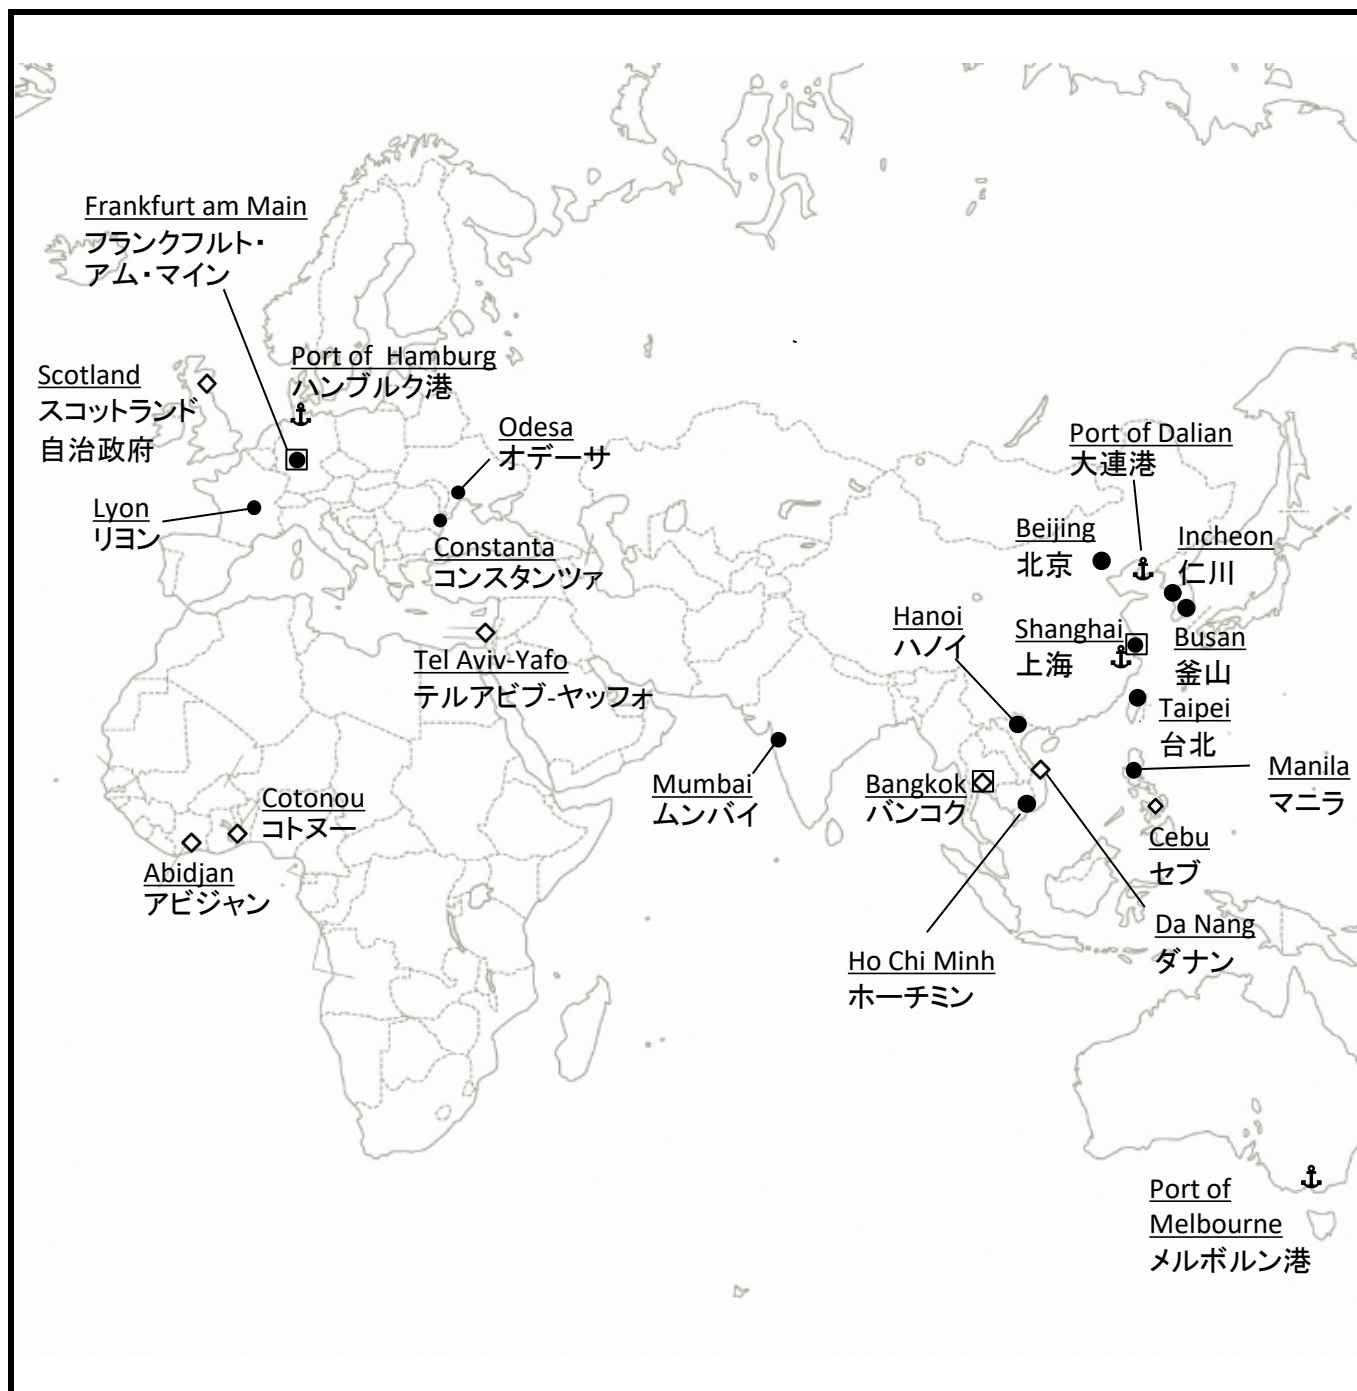 Frankfurt am Main
フランクフルト・
アム・マイン
Port of Hamburg
ハンブルク港
Scotland
スコットランド
自治政府
Odesa
オデーサ
Lyon
リヨン
Constanta
コンスタンツァ
Port of Dalian
大連港
Beijing
北京
Incheon
仁川
Hanoi
ハノイ
Shanghai
上海
Busan
釜山
Tel Aviv-Yafo
テルアビブ-ヤッフォ
Taipei
台北
Mumbai
ムンバイ
Bangkok
バンコク
Manila
マニラ
Cotonou
コトヌー
Cebu
セブ
Abidjan
アビジャン
Da Nang
ダナン
Ho Chi Minh
ホーチミン
Port of
Melbourne
メルボルン港